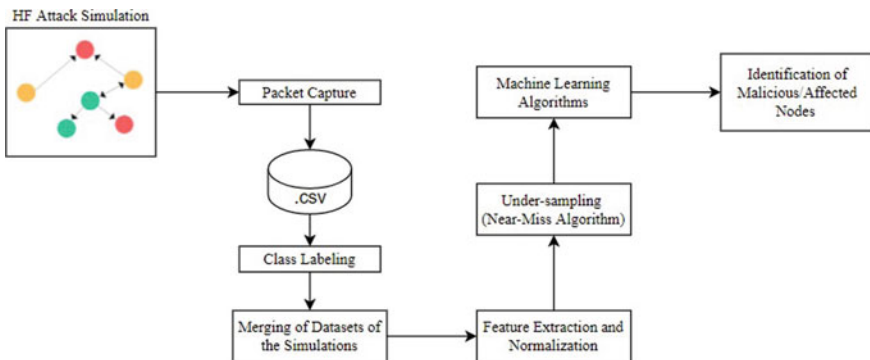 HF Attack Simulation
Packet Capture
.CSV
Class Labeling
Merging of Datasets of
the Simulations
Feature Extraction and
Normalization
Under-sampling
(Near-Miss Algorithm)
Machine Learning
Algorithms
Identification of
Malicious/Affected
Nodes